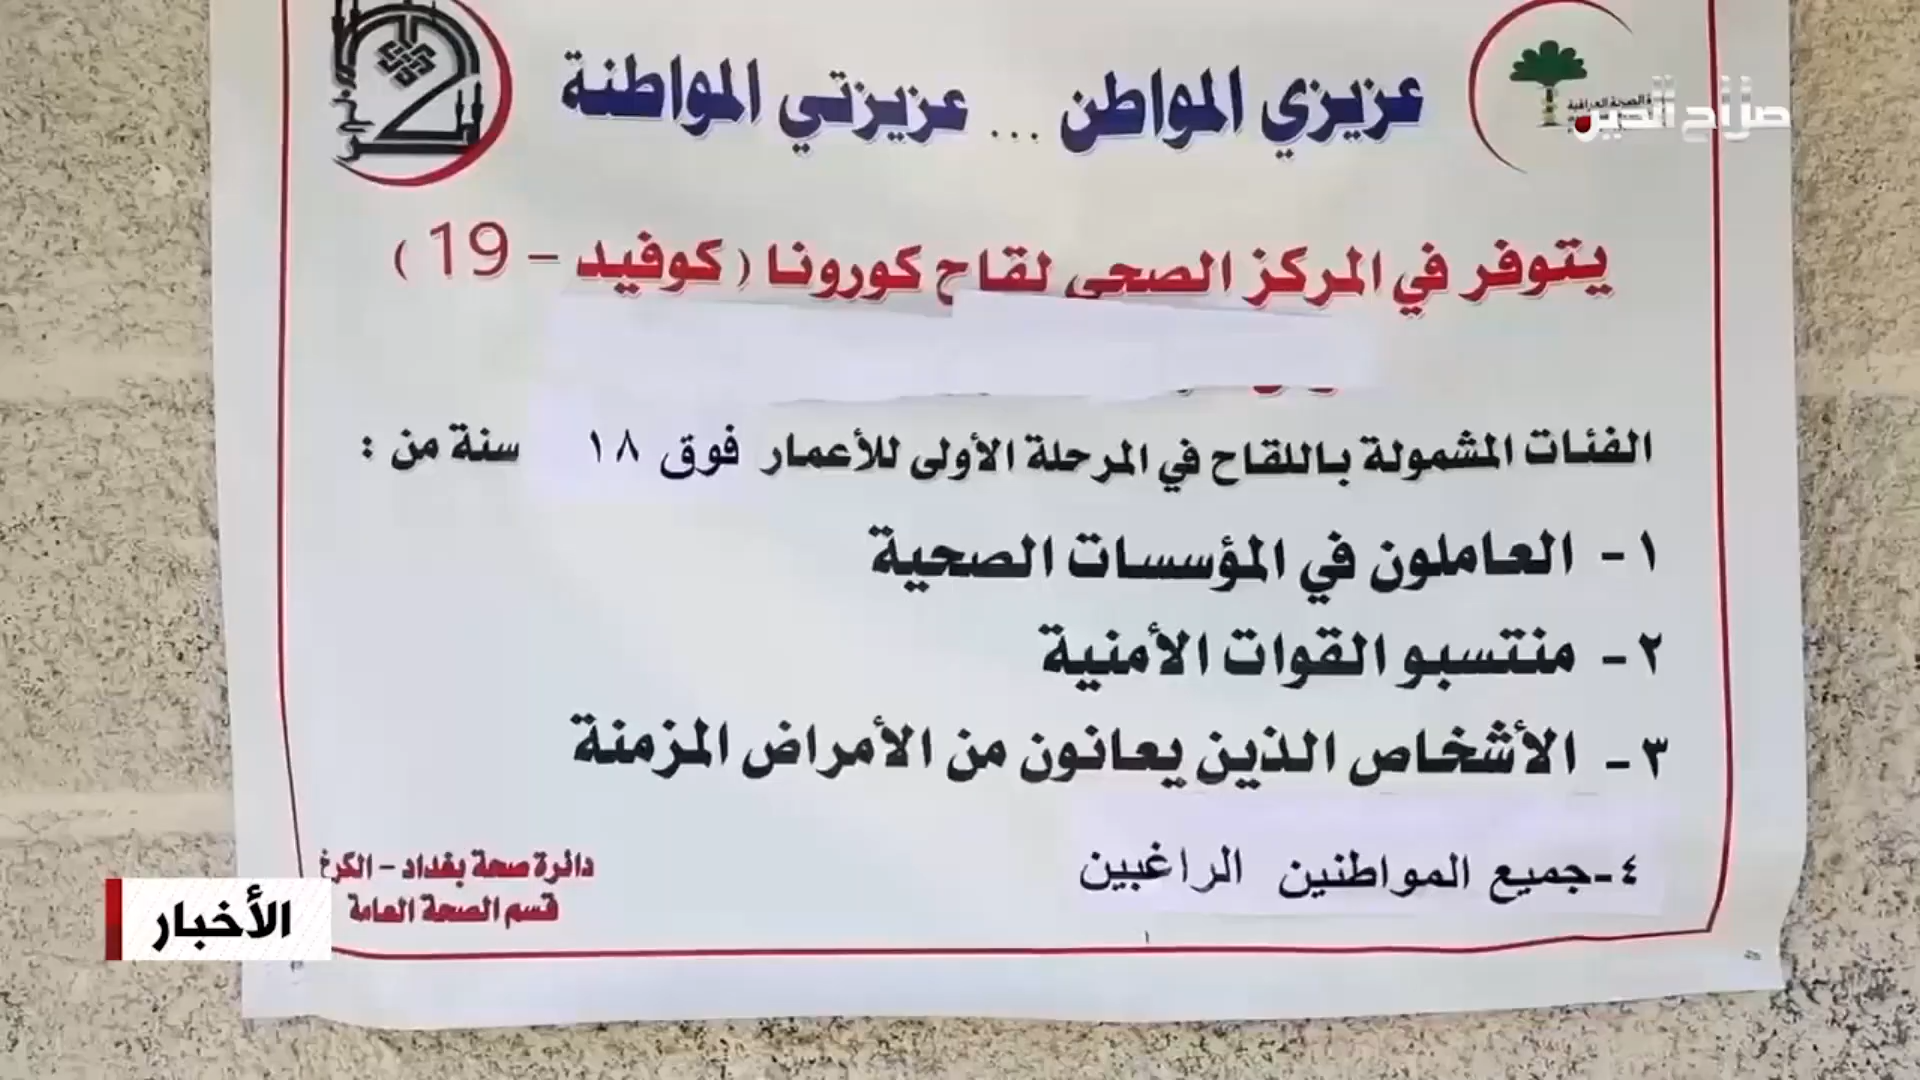 عزيزي المواطن ... عزيزتي المواطنة
صلاح الدين
يتوفر في المركز الصحي لقاح كورونا ( كوفيد - 19 )
الفئات المشمولة باللقاح في المرحلة الأولى للأعمار فوق ١٨ سنة من :
١ - العاملون في المؤسسات الصحية
٢ - منتسبو القوات الأمنية
٣ - الأشخاص الذين يعانون من الأمراض المزمنة
٤-جميع المواطنين الراغبين
دائرة صحة بغداد - الكرخ
قسم الصحة العامة
الأخبار